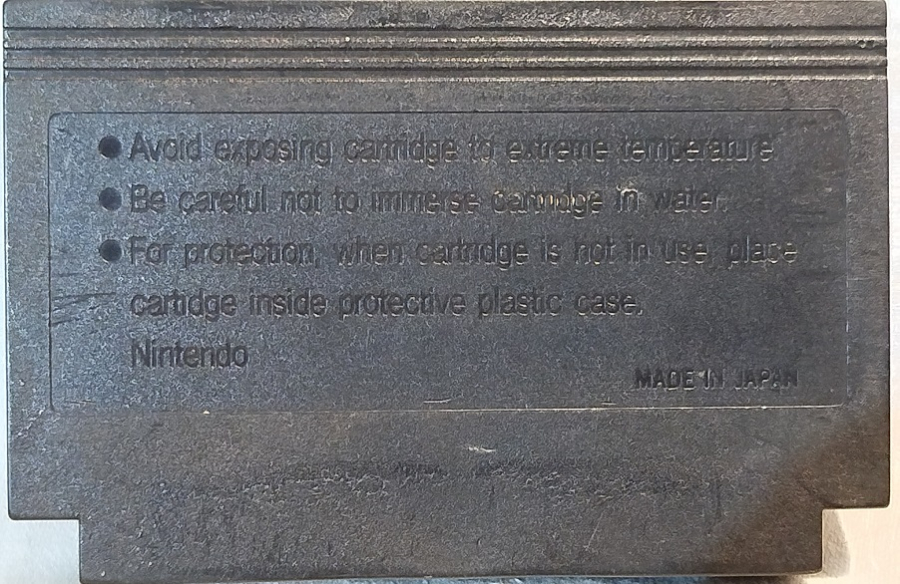 ● Avoid exposing cartridge to extreme temperature
● Be careful not to immerse cartridge in water.
● For protection, when cartridge is not in use, place
cartidge inside protective plastic case.
Nintendo
MADE IN JAPAN